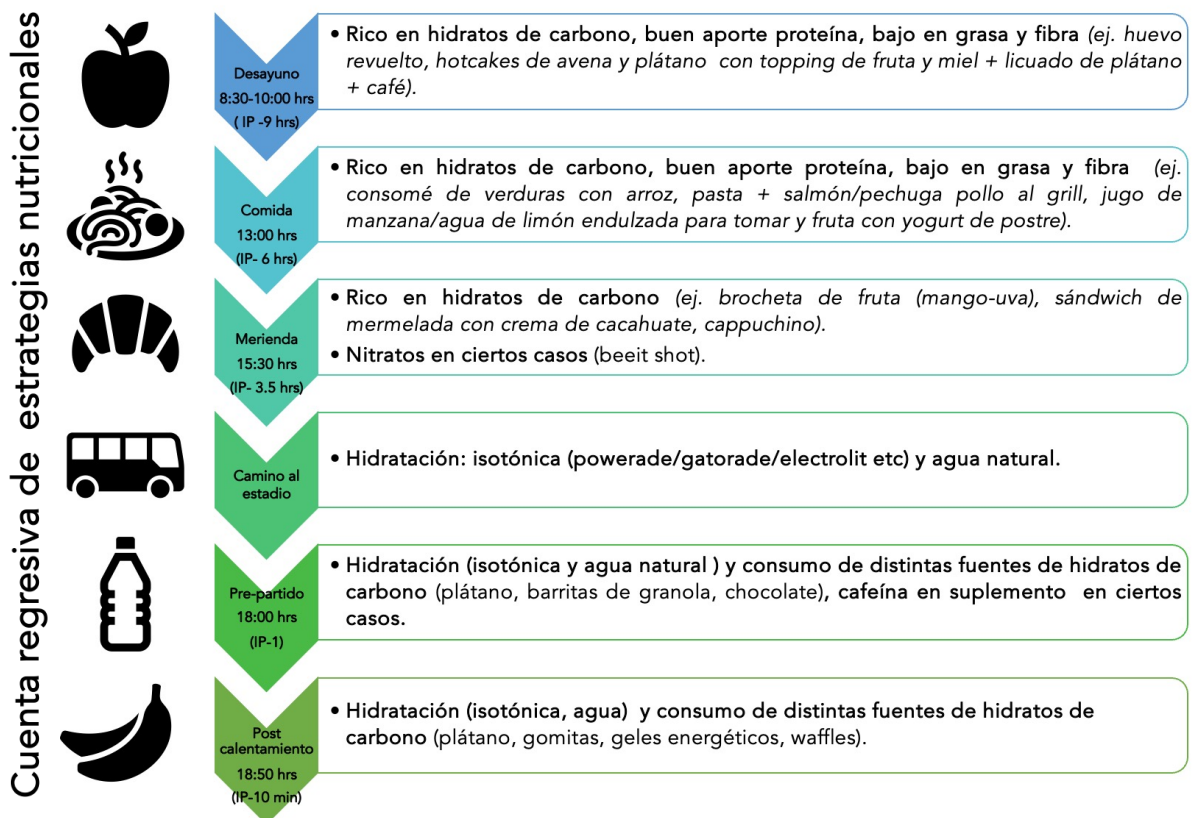 Cuenta regresiva de estrategias nutricionales
Desayuno
8:30-10:00 hrs
( IP -9 hrs)
• Rico en hidratos de carbono, buen aporte proteína, bajo en grasa y fibra (ej. huevo
revuelto, hotcakes de avena y plátano con topping de fruta y miel + licuado de plátano
+ café).
Comida
13:00 hrs
(IP- 6 hrs)
• Rico en hidratos de carbono, buen aporte proteína, bajo en grasa y fibra (ej.
consomé de verduras con arroz, pasta + salmón/pechuga pollo al grill, jugo de
manzana/agua de limón endulzada para tomar y fruta con yogurt de postre).
Merienda
15:30 hrs
(IP- 3.5 hrs)
• Rico en hidratos de carbono (ej. brocheta de fruta (mango-uva), sándwich de
mermelada con crema de cacahuate, cappuchino).
• Nitratos en ciertos casos (beeit shot).
Camino al
estadio
• Hidratación: isotónica (powerade/gatorade/electrolit etc) y agua natural.
Pre-partido
18:00 hrs
(IP-1)
• Hidratación (isotónica y agua natural ) y consumo de distintas fuentes de hidratos de
carbono (plátano, barritas de granola, chocolate), cafeína en suplemento en ciertos
casos.
Post
calentamiento
18:50 hrs
(IP-10 min)
• Hidratación (isotónica, agua) y consumo de distintas fuentes de hidratos de
carbono (plátano, gomitas, geles energéticos, waffles).